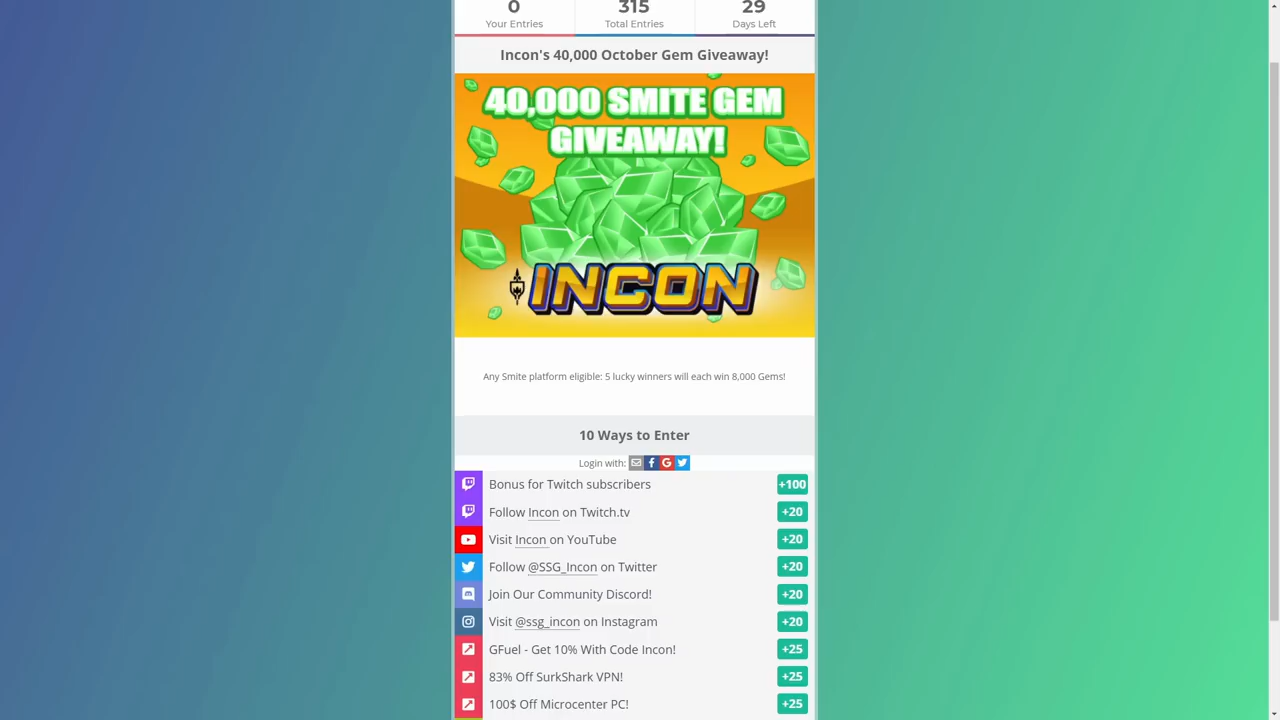 0 315 29
Your Entries Total Entries Days Left
Incon's 40,000 October Gem Giveaway!
40,000 SMITE GEM
GIVEAWAY!
INCON
Any Smite platform eligible: 5 lucky winners will each win 8,000 Gems!
10 Ways to Enter
Login with:
Bonus for Twitch subscribers +100
Follow Incon on Twitch.tv +20
Visit Incon on YouTube +20
Follow @SSG_Incon on Twitter +20
Join Our Community Discord! +20
Visit @ssg_incon on Instagram +20
GFuel - Get 10% With Code Incon! +25
83% Off SurkShark VPN! +25
100$ Off Microcenter PC! +25